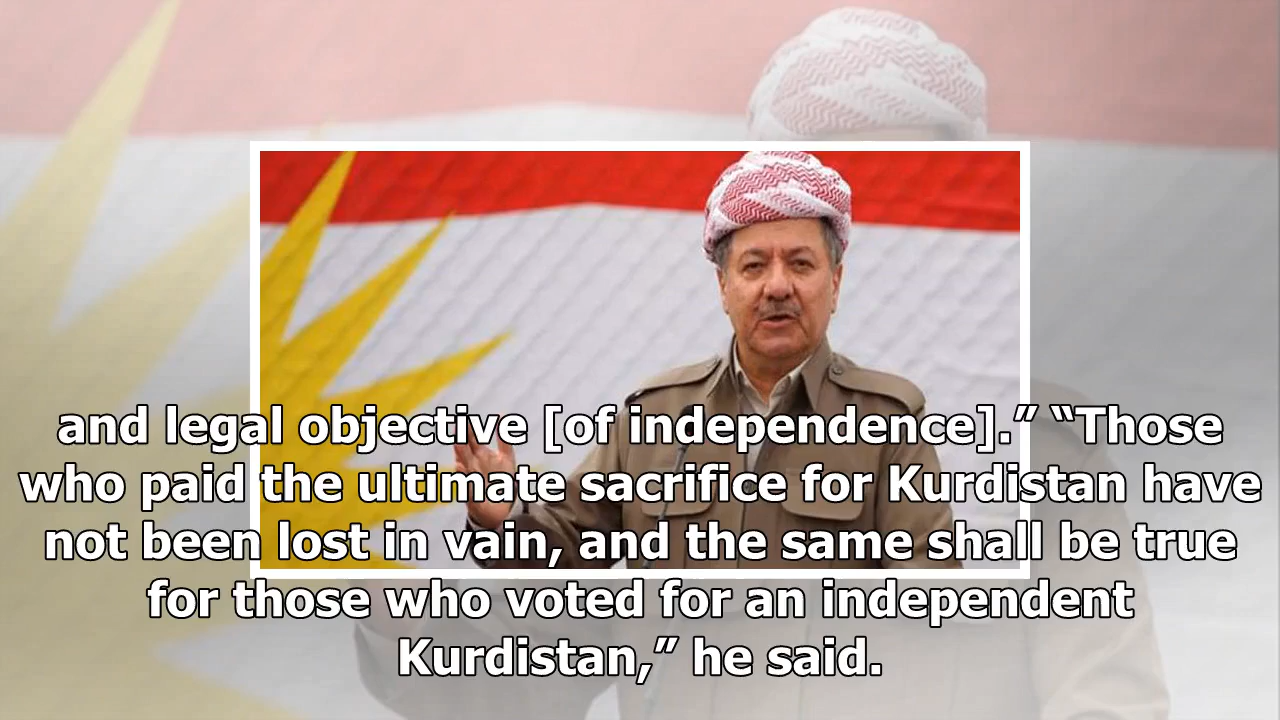 and legal objective [of independence].” “Those
who paid the ultimate sacrifice for Kurdistan have
not been lost in vain, and the same shall be true
for those who voted for an independent
Kurdistan,” he said.